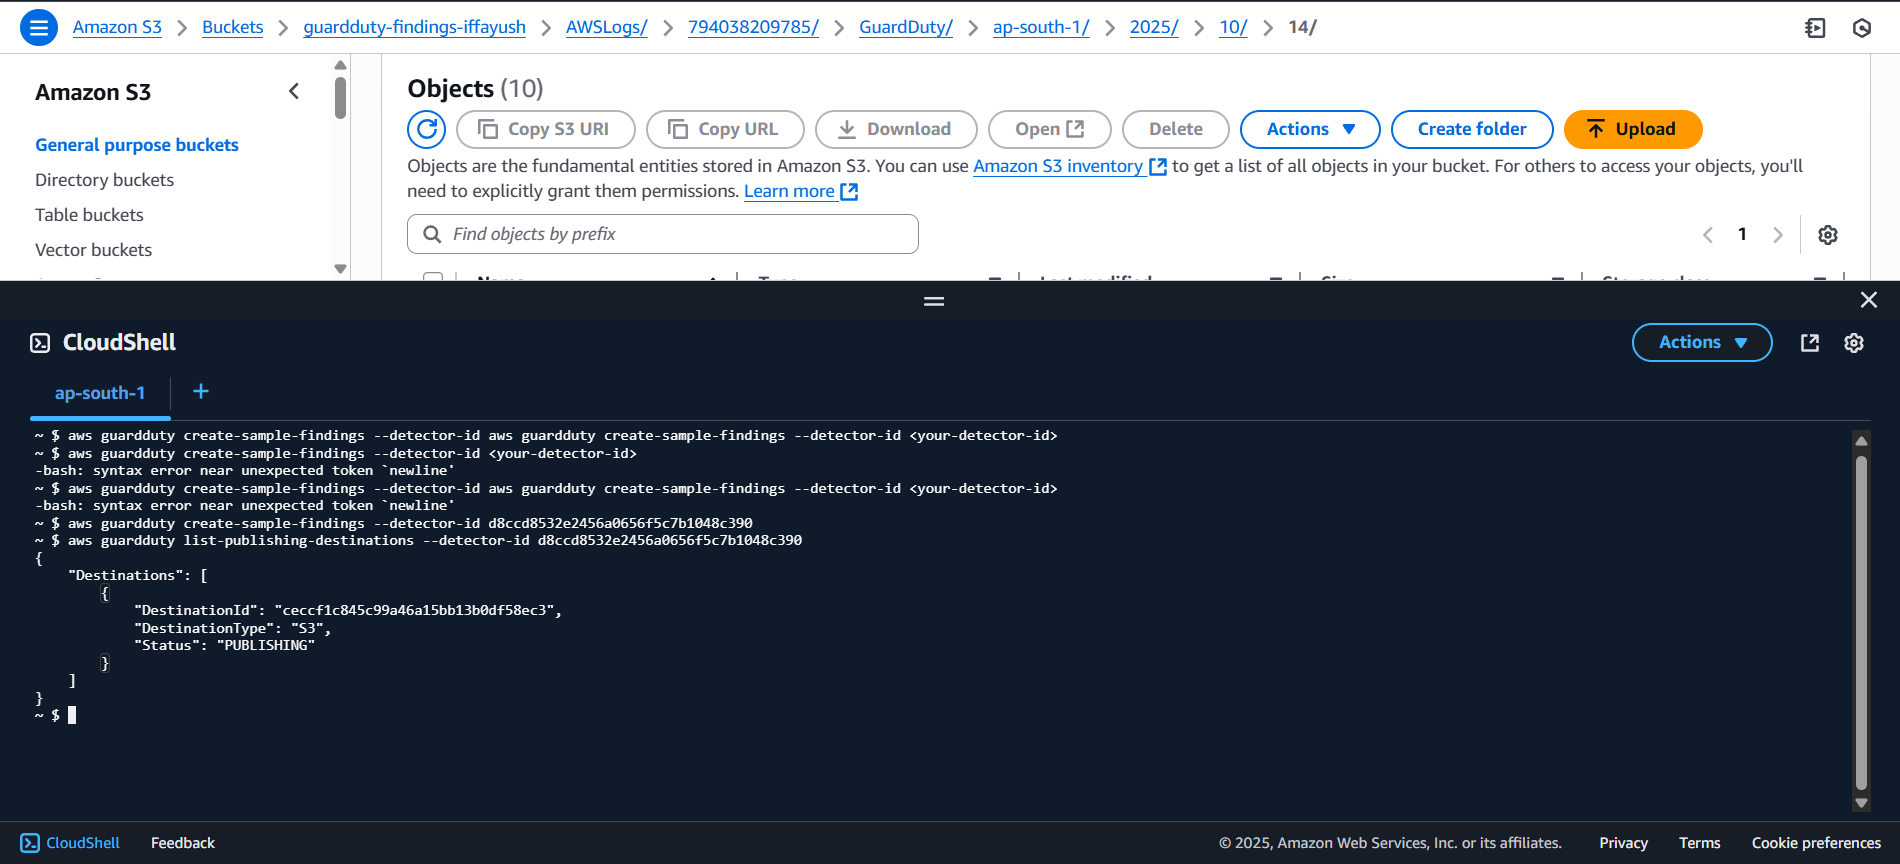 Amazon S3 > Buckets > guardduty-findings-iffayush > AWSLogs/ > 794038209785/ > GuardDuty/ > ap-south-1/ > 2025/ > 10/ > 14/
Amazon S3
General purpose buckets
Directory buckets
Table buckets
Vector buckets
Objects (10)
Copy S3 URI
Copy URL
Download
Open
Delete
Actions
Create folder
Upload
Objects are the fundamental entities stored in Amazon S3. You can use Amazon S3 inventory to get a list of all objects in your bucket. For others to access your objects, you'll
need to explicitly grant them permissions. Learn more
Find objects by prefix
1
Name Type Last modified Size Storage class
CloudShell
Actions
ap-south-1 +
~ $ aws guardduty create-sample-findings --detector-id aws guardduty create-sample-findings --detector-id <your-detector-id>
~ $ aws guardduty create-sample-findings --detector-id <your-detector-id>
-bash: syntax error near unexpected token `newline'
~ $ aws guardduty create-sample-findings --detector-id aws guardduty create-sample-findings --detector-id <your-detector-id>
-bash: syntax error near unexpected token `newline'
~ $ aws guardduty create-sample-findings --detector-id d8ccd8532e2456a0656f5c7b1048c390
~ $ aws guardduty list-publishing-destinations --detector-id d8ccd8532e2456a0656f5c7b1048c390
{
    "Destinations": [
        {
            "DestinationId": "ceccf1c845c99a46a15bb13b0df58ec3",
            "DestinationType": "S3",
            "Status": "PUBLISHING"
        }
    ]
}
~ $
CloudShell
Feedback
© 2025, Amazon Web Services, Inc. or its affiliates.
Privacy
Terms
Cookie preferences